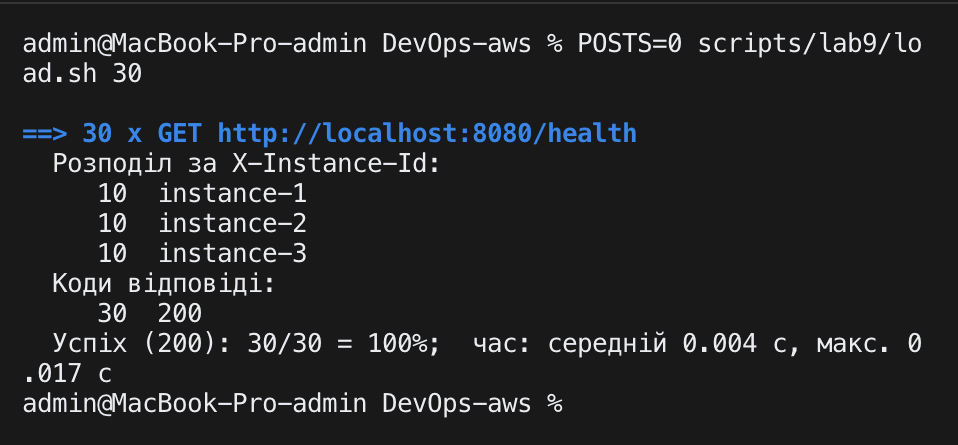 admin@MacBook-Pro-admin DevOps-aws % POSTS=0 scripts/lab9/lo
ad.sh 30
==> 30 x GET http://localhost:8080/health
Розподіл за X-Instance-Id:
10  instance-1
10  instance-2
10  instance-3
Коди відповіді:
30  200
Успіх (200): 30/30 = 100%;  час: середній 0.004 с, макс. 0
.017 с
admin@MacBook-Pro-admin DevOps-aws %